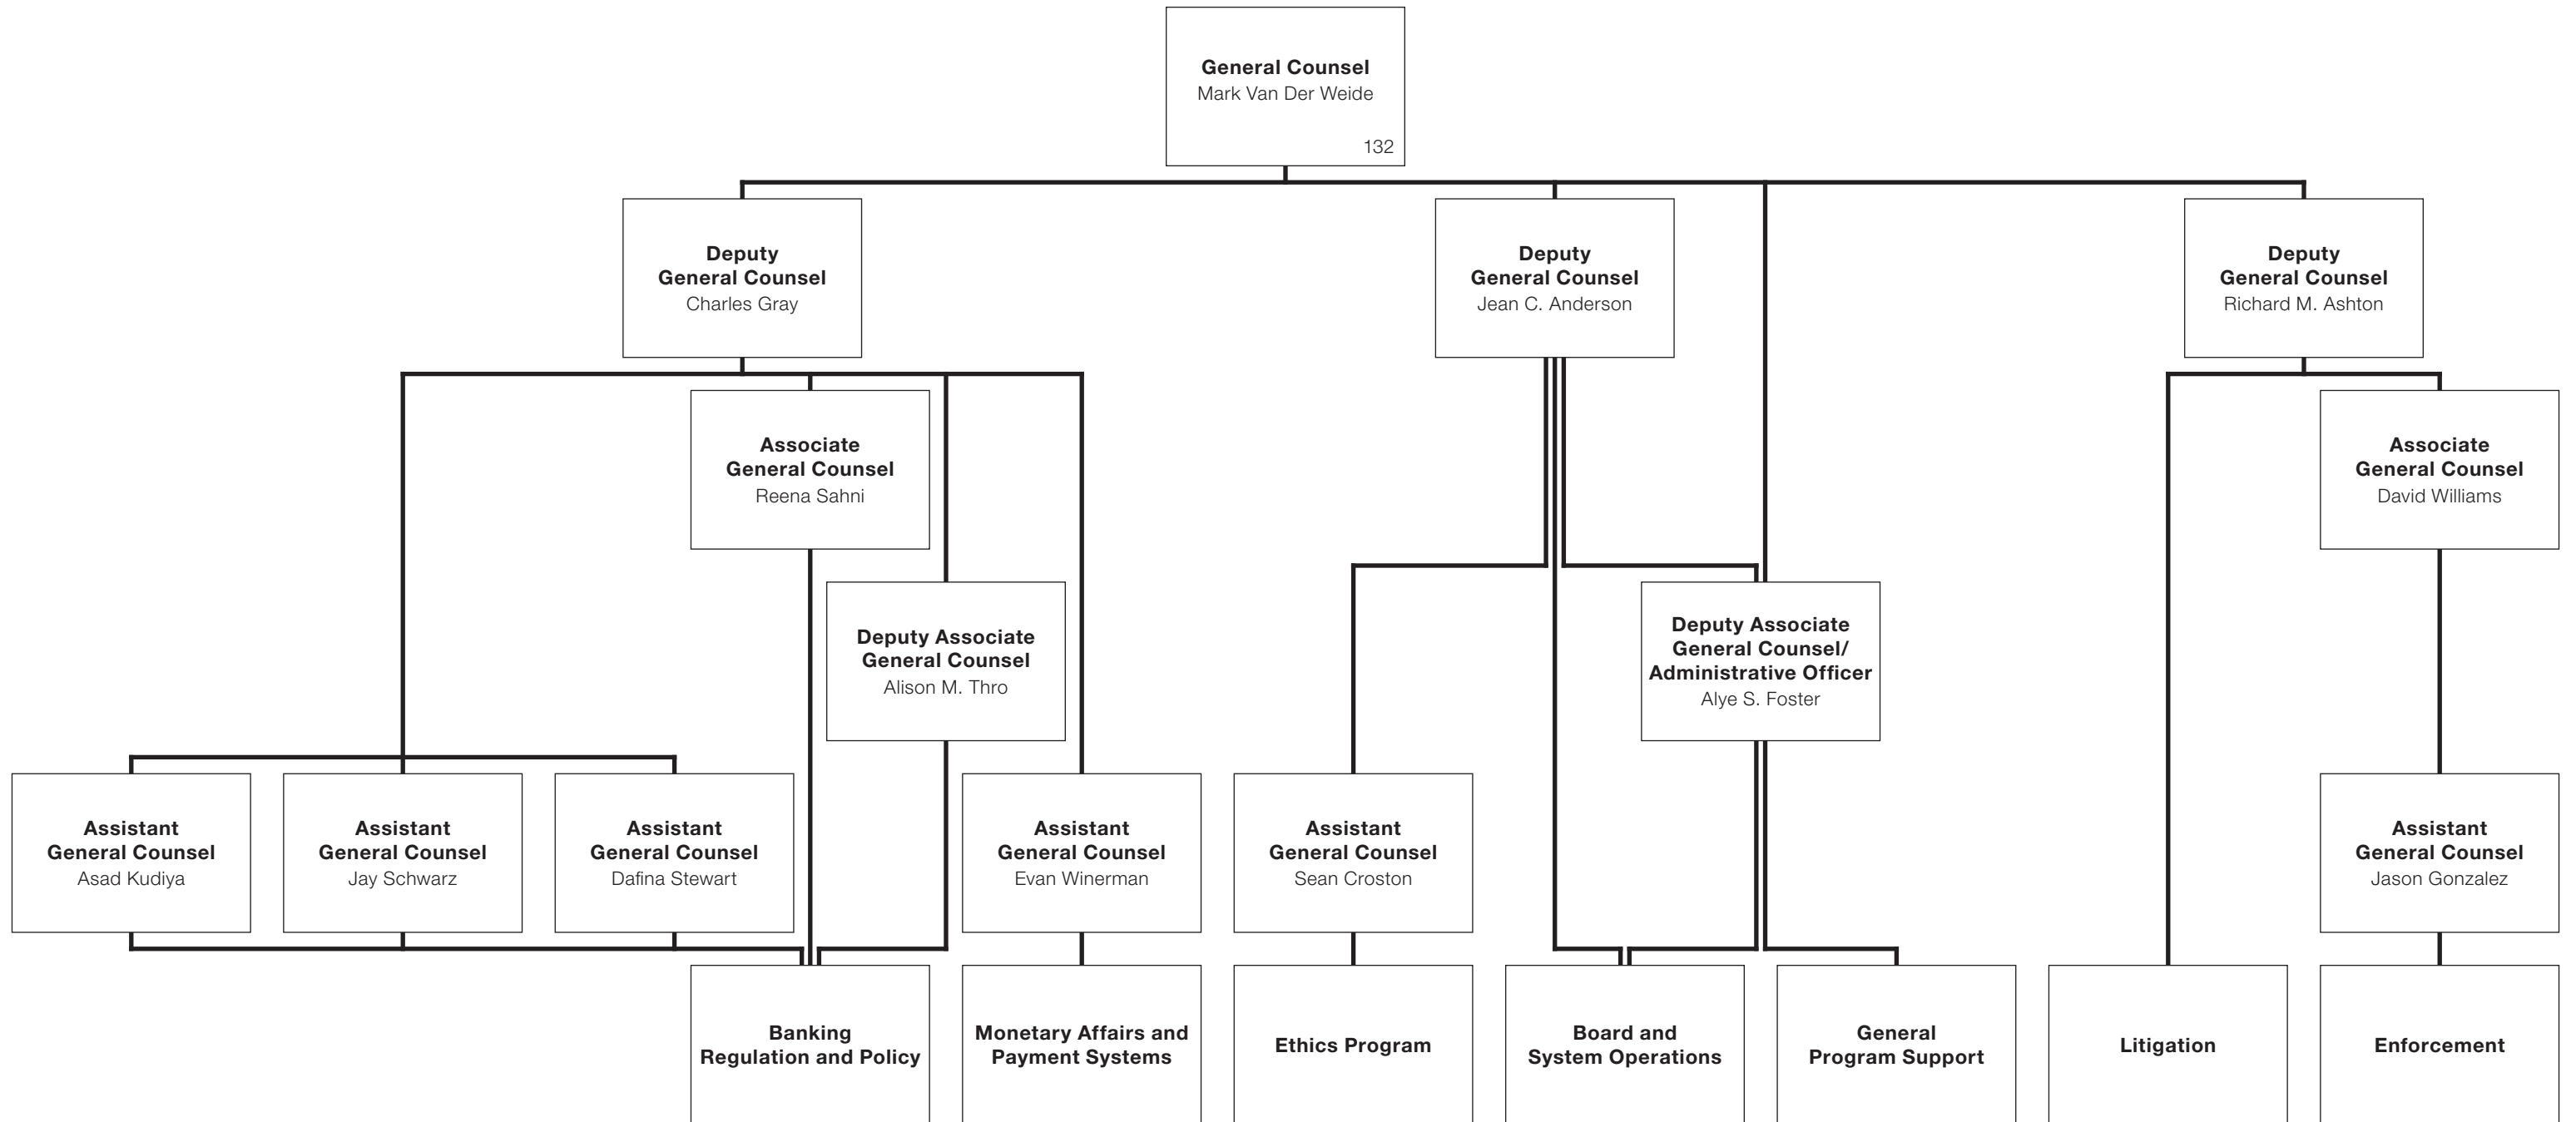 General Counsel
Mark Van Der Weide
132
Deputy
General Counsel
Charles Gray
Deputy
General Counsel
Jean C. Anderson
Deputy
General Counsel
Richard M. Ashton
Associate
General Counsel
Reena Sahni
Associate
General Counsel
David Williams
Deputy Associate
General Counsel
Alison M. Thro
Deputy Associate
General Counsel/
Administrative Officer
Alye S. Foster
Assistant
General Counsel
Asad Kudiya
Assistant
General Counsel
Jay Schwarz
Assistant
General Counsel
Dafina Stewart
Assistant
General Counsel
Evan Winerman
Assistant
General Counsel
Sean Croston
Assistant
General Counsel
Jason Gonzalez
Banking
Regulation and Policy
Monetary Affairs and
Payment Systems
Ethics Program
Board and
System Operations
General
Program Support
Litigation
Enforcement